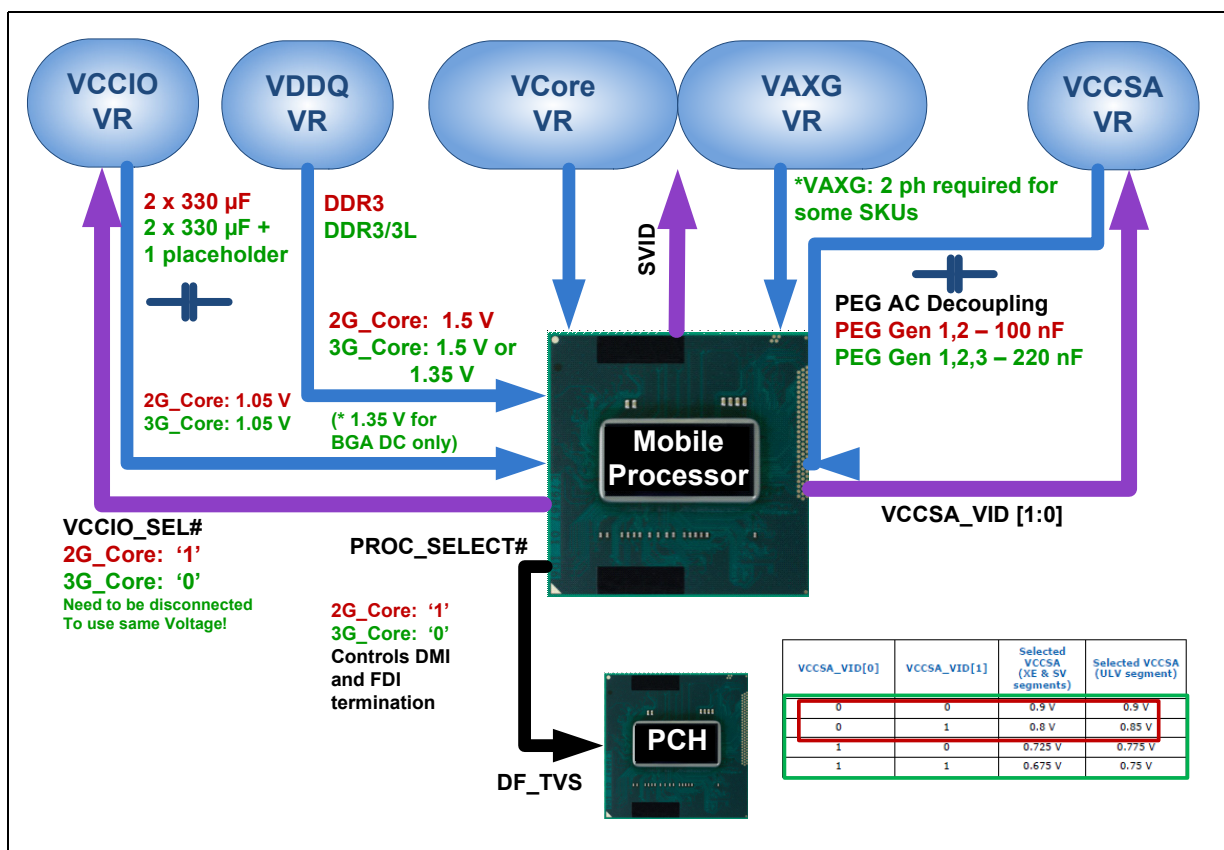 VCCIO
VR
VDDQ
VR
VCore
VR
VAXG
VR
VCCSA
VR
2 x 330 µF
2 x 330 µF +
1 placeholder
DDR3
DDR3/3L
SVID
*VAXG: 2 ph required for
some SKUs
PEG AC Decoupling
PEG Gen 1,2 – 100 nF
PEG Gen 1,2,3 – 220 nF
2G_Core: 1.5 V
3G_Core: 1.5 V or
1.35 V
2G_Core: 1.05 V
3G_Core: 1.05 V
(* 1.35 V for
BGA DC only)
Mobile
Processor
VCCIO_SEL#
2G_Core: ‘1’
3G_Core: ‘0’
Need to be disconnected
To use same Voltage!
PROC_SELECT#
VCCSA_VID [1:0]
2G_Core: ‘1’
3G_Core: ‘0’
Controls DMI
and FDI
termination
PCH
DF_TVS
VCCSA_VID[0] VCCSA_VID[1] Selected VCCSA (XE & SV segments) Selected VCCSA (ULV segment)
0 0 0.9 V 0.9 V
0 1 0.8 V 0.85 V
1 0 0.725 V 0.775 V
1 1 0.675 V 0.75 V